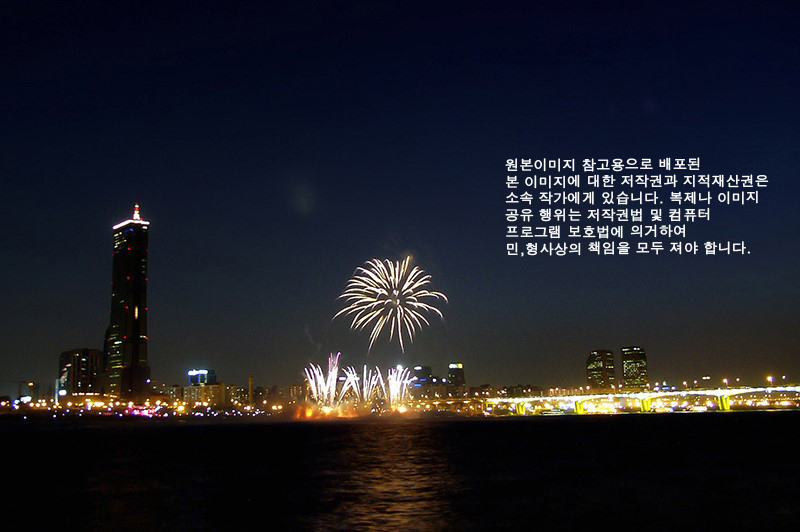 원본이미지 참고용으로 배포된
본 이미지에 대한 저작권과 지적재산권은
소속 작가에게 있습니다. 복제나 이미지
공유 행위는 저작권법 및 컴퓨터
프로그램 보호법에 의거하여
민,형사상의 책임을 모두 져야 합니다.